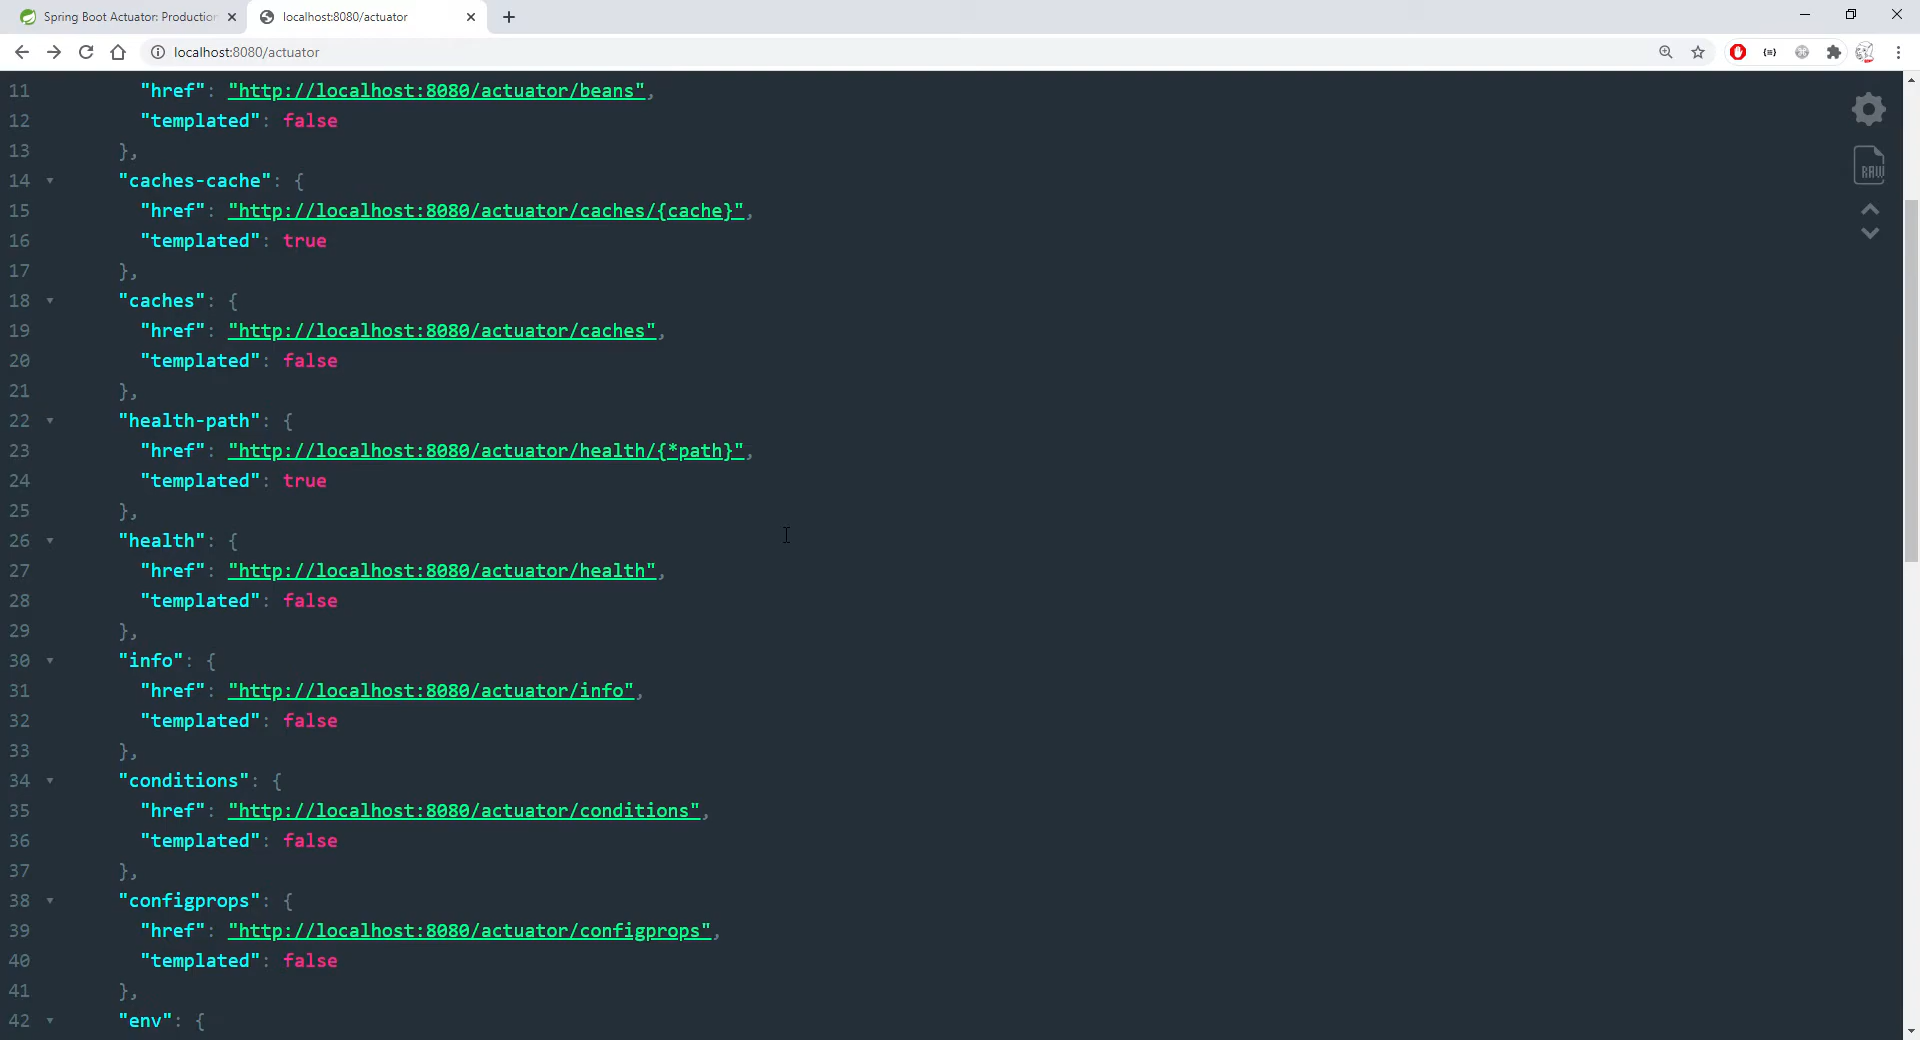 Spring Boot Actuator: Production
localhost:8080/actuator
localhost:8080/actuator
11 "href": "http://localhost:8080/actuator/beans",
12 "templated": false
13 },
14 "caches-cache": {
15 "href": "http://localhost:8080/actuator/caches/{cache}",
16 "templated": true
17 },
18 "caches": {
19 "href": "http://localhost:8080/actuator/caches",
20 "templated": false
21 },
22 "health-path": {
23 "href": "http://localhost:8080/actuator/health/{*path}",
24 "templated": true
25 },
26 "health": {
27 "href": "http://localhost:8080/actuator/health",
28 "templated": false
29 },
30 "info": {
31 "href": "http://localhost:8080/actuator/info",
32 "templated": false
33 },
34 "conditions": {
35 "href": "http://localhost:8080/actuator/conditions",
36 "templated": false
37 },
38 "configprops": {
39 "href": "http://localhost:8080/actuator/configprops",
40 "templated": false
41 },
42 "env": {
RAW